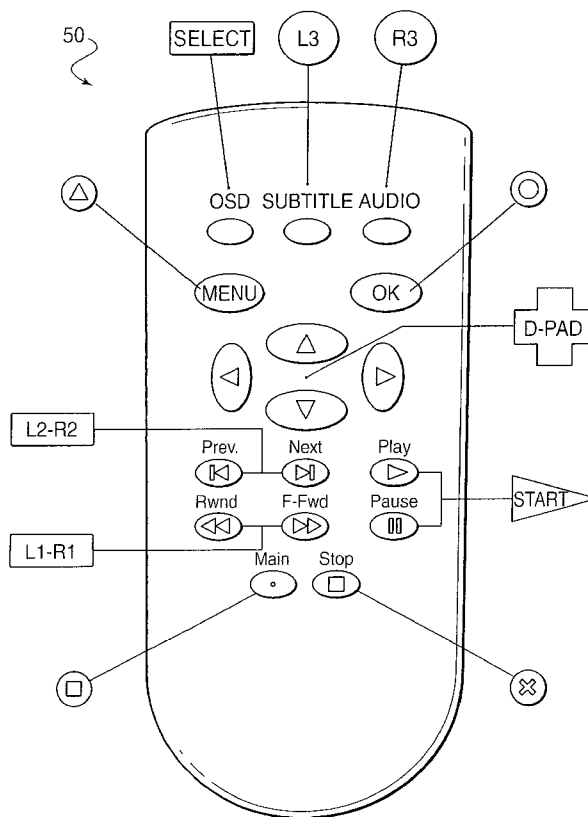 50
SELECT
L3
R3
OSD SUBTITLE AUDIO
MENU
OK
D-PAD
L2-R2
Prev. Next Play
START
Rwnd F-Fwd Pause
L1-R1
Main Stop